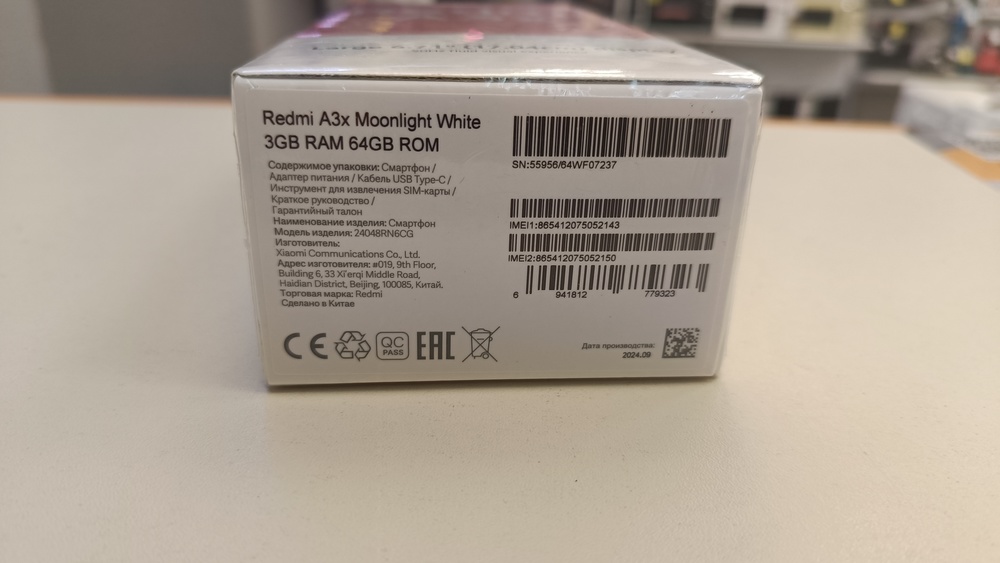 Redmi A3x Moonlight White
3GB RAM 64GB ROM
Содержимое упаковки: Смартфон /
Адаптер питания / Кабель USB Type-C /
Инструмент для извлечения SIM-карты /
Краткое руководство /
Гарантийный талон
Наименование изделия: Смартфон
Модель изделия: 24048RN6CG
Изготовитель:
Xiaomi Communications Co., Ltd.
Адрес изготовителя: #019, 9th Floor,
Building 6, 33 Xi'erqi Middle Road,
Haidian District, Beijing, 100085, Китай.
Торговая марка: Redmi
Сделано в Китае
SN:55956/64WF07237
IMEI1:865412075052143
IMEI2:865412075052150
6 941812 779323
CE
QC
PASS
EAC
Дата производства:
2024.09